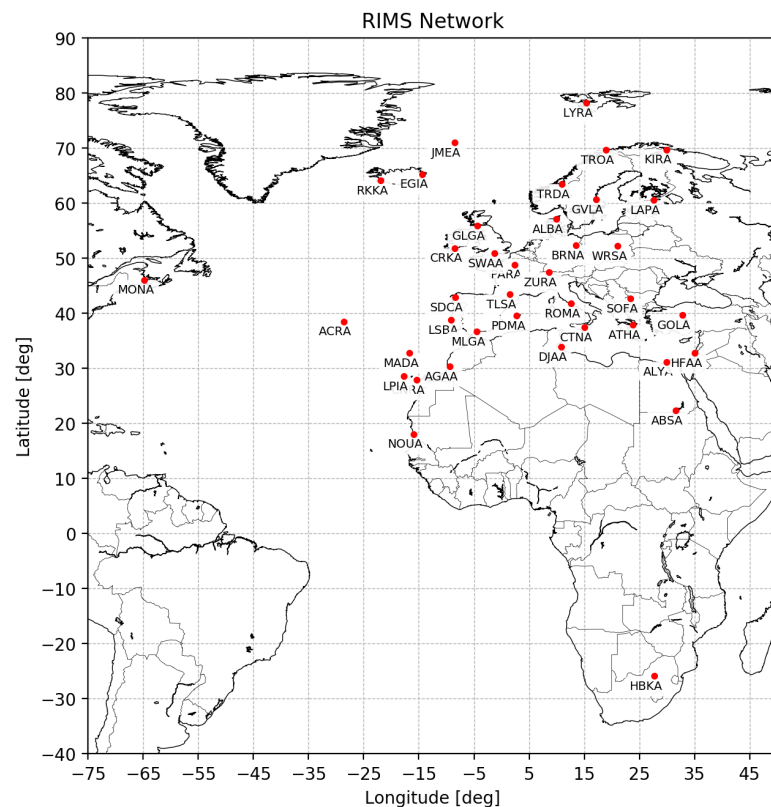 RIMS Network
90
80
70
60
50
40
30
20
10
0
−10
−20
−30
−40
Latitude [deg]
LYRA
JMEA
TROA
KIRA
RKKA
EGIA
TRDA
GVLA
LAPA
ALBA
GLGA
CRKA
SWAA
BRNA
WRSA
ZURA
MONA
SDCA
TLSA
ROMA
SOFA
ACRA
LSBA
PDMA
MLGA
CTNA
ATHA
GOLA
MADA
DJAA
HFAA
LPIA
AGAA
ABSA
NOUA
HBKA
−75
−65
−55
−45
−35
−25
−15
−5
5
15
25
35
45
Longitude [deg]